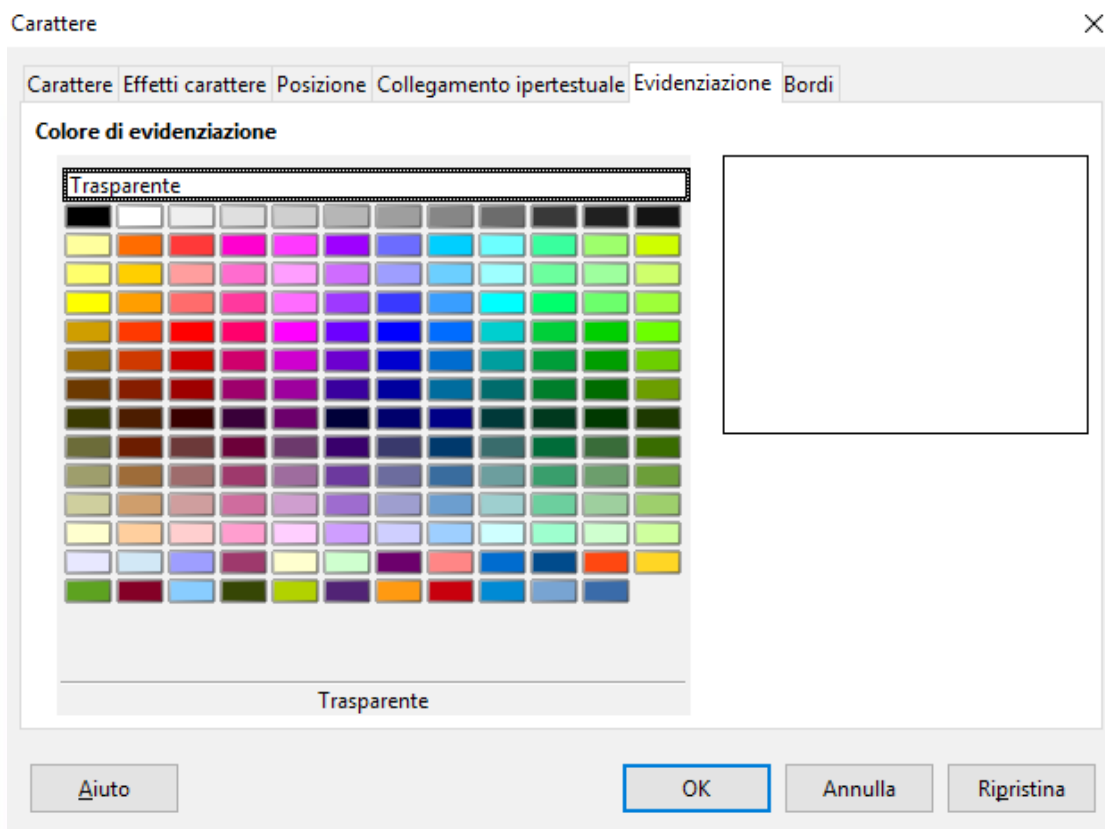 Carattere
Carattere Effetti carattere Posizione Collegamento ipertestuale Evidenziazione Bordi
Colore di evidenziazione
Trasparente
Trasparente
Aiuto OK Annulla Ripristina